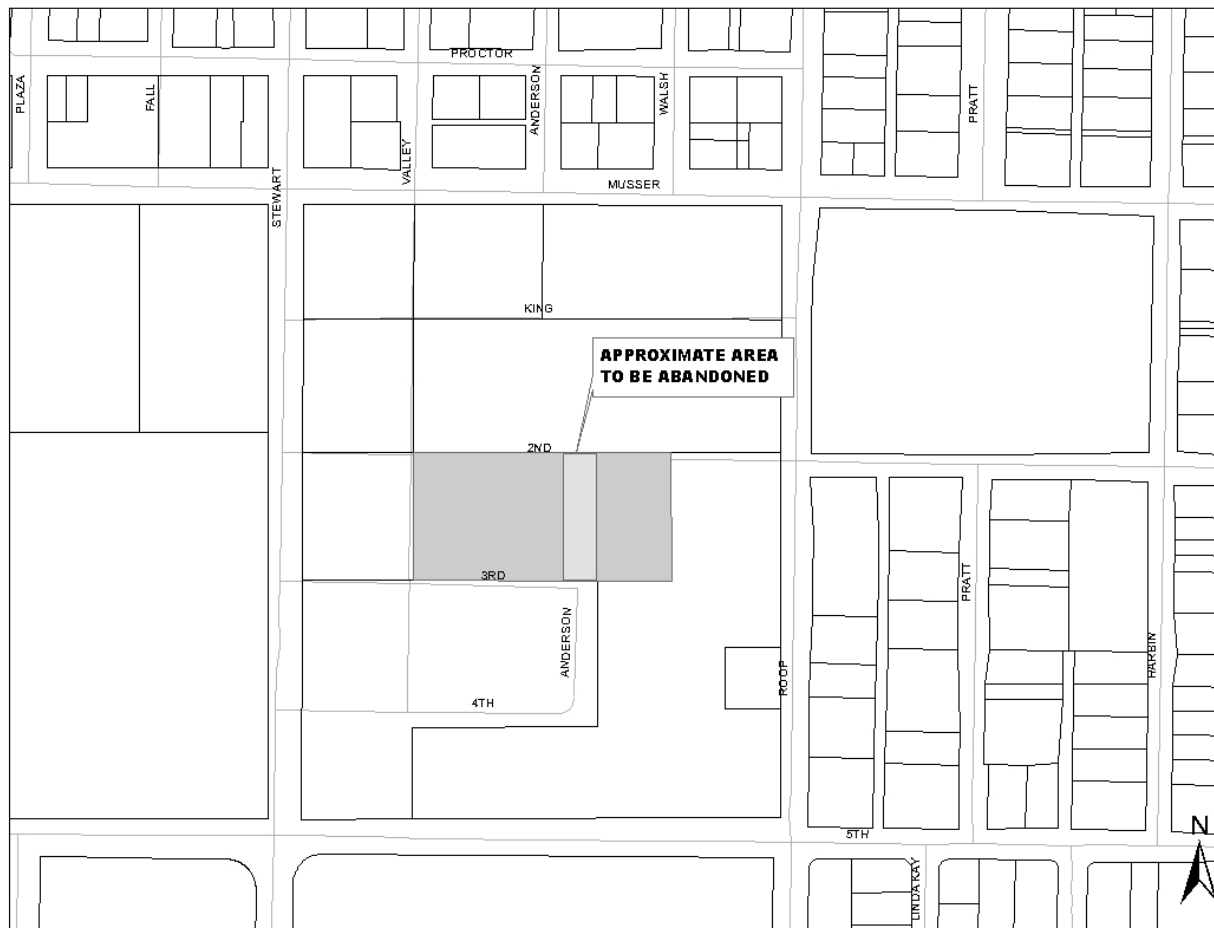 PROCTOR
PLAZA
FALL
ANDERSON
WALSH
PRATT
VALLEY
STEWART
MUSSER
KING
APPROXIMATE AREA
TO BE ABANDONED
2ND
3RD
ANDERSON
PRATT
ROOP
HARBIN
4TH
5TH
N
LINDA KAY